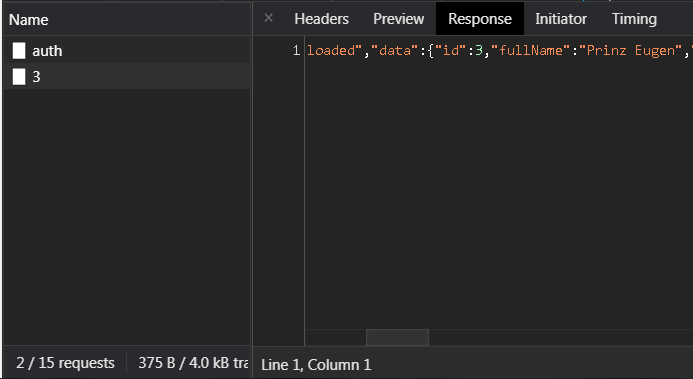 Name
Headers Preview Response Initiator Timing
auth
3
1 loaded","data":{"id":3,"fullName":"Prinz Eugen","
2 / 15 requests 375 B / 4.0 kB tra
Line 1, Column 1